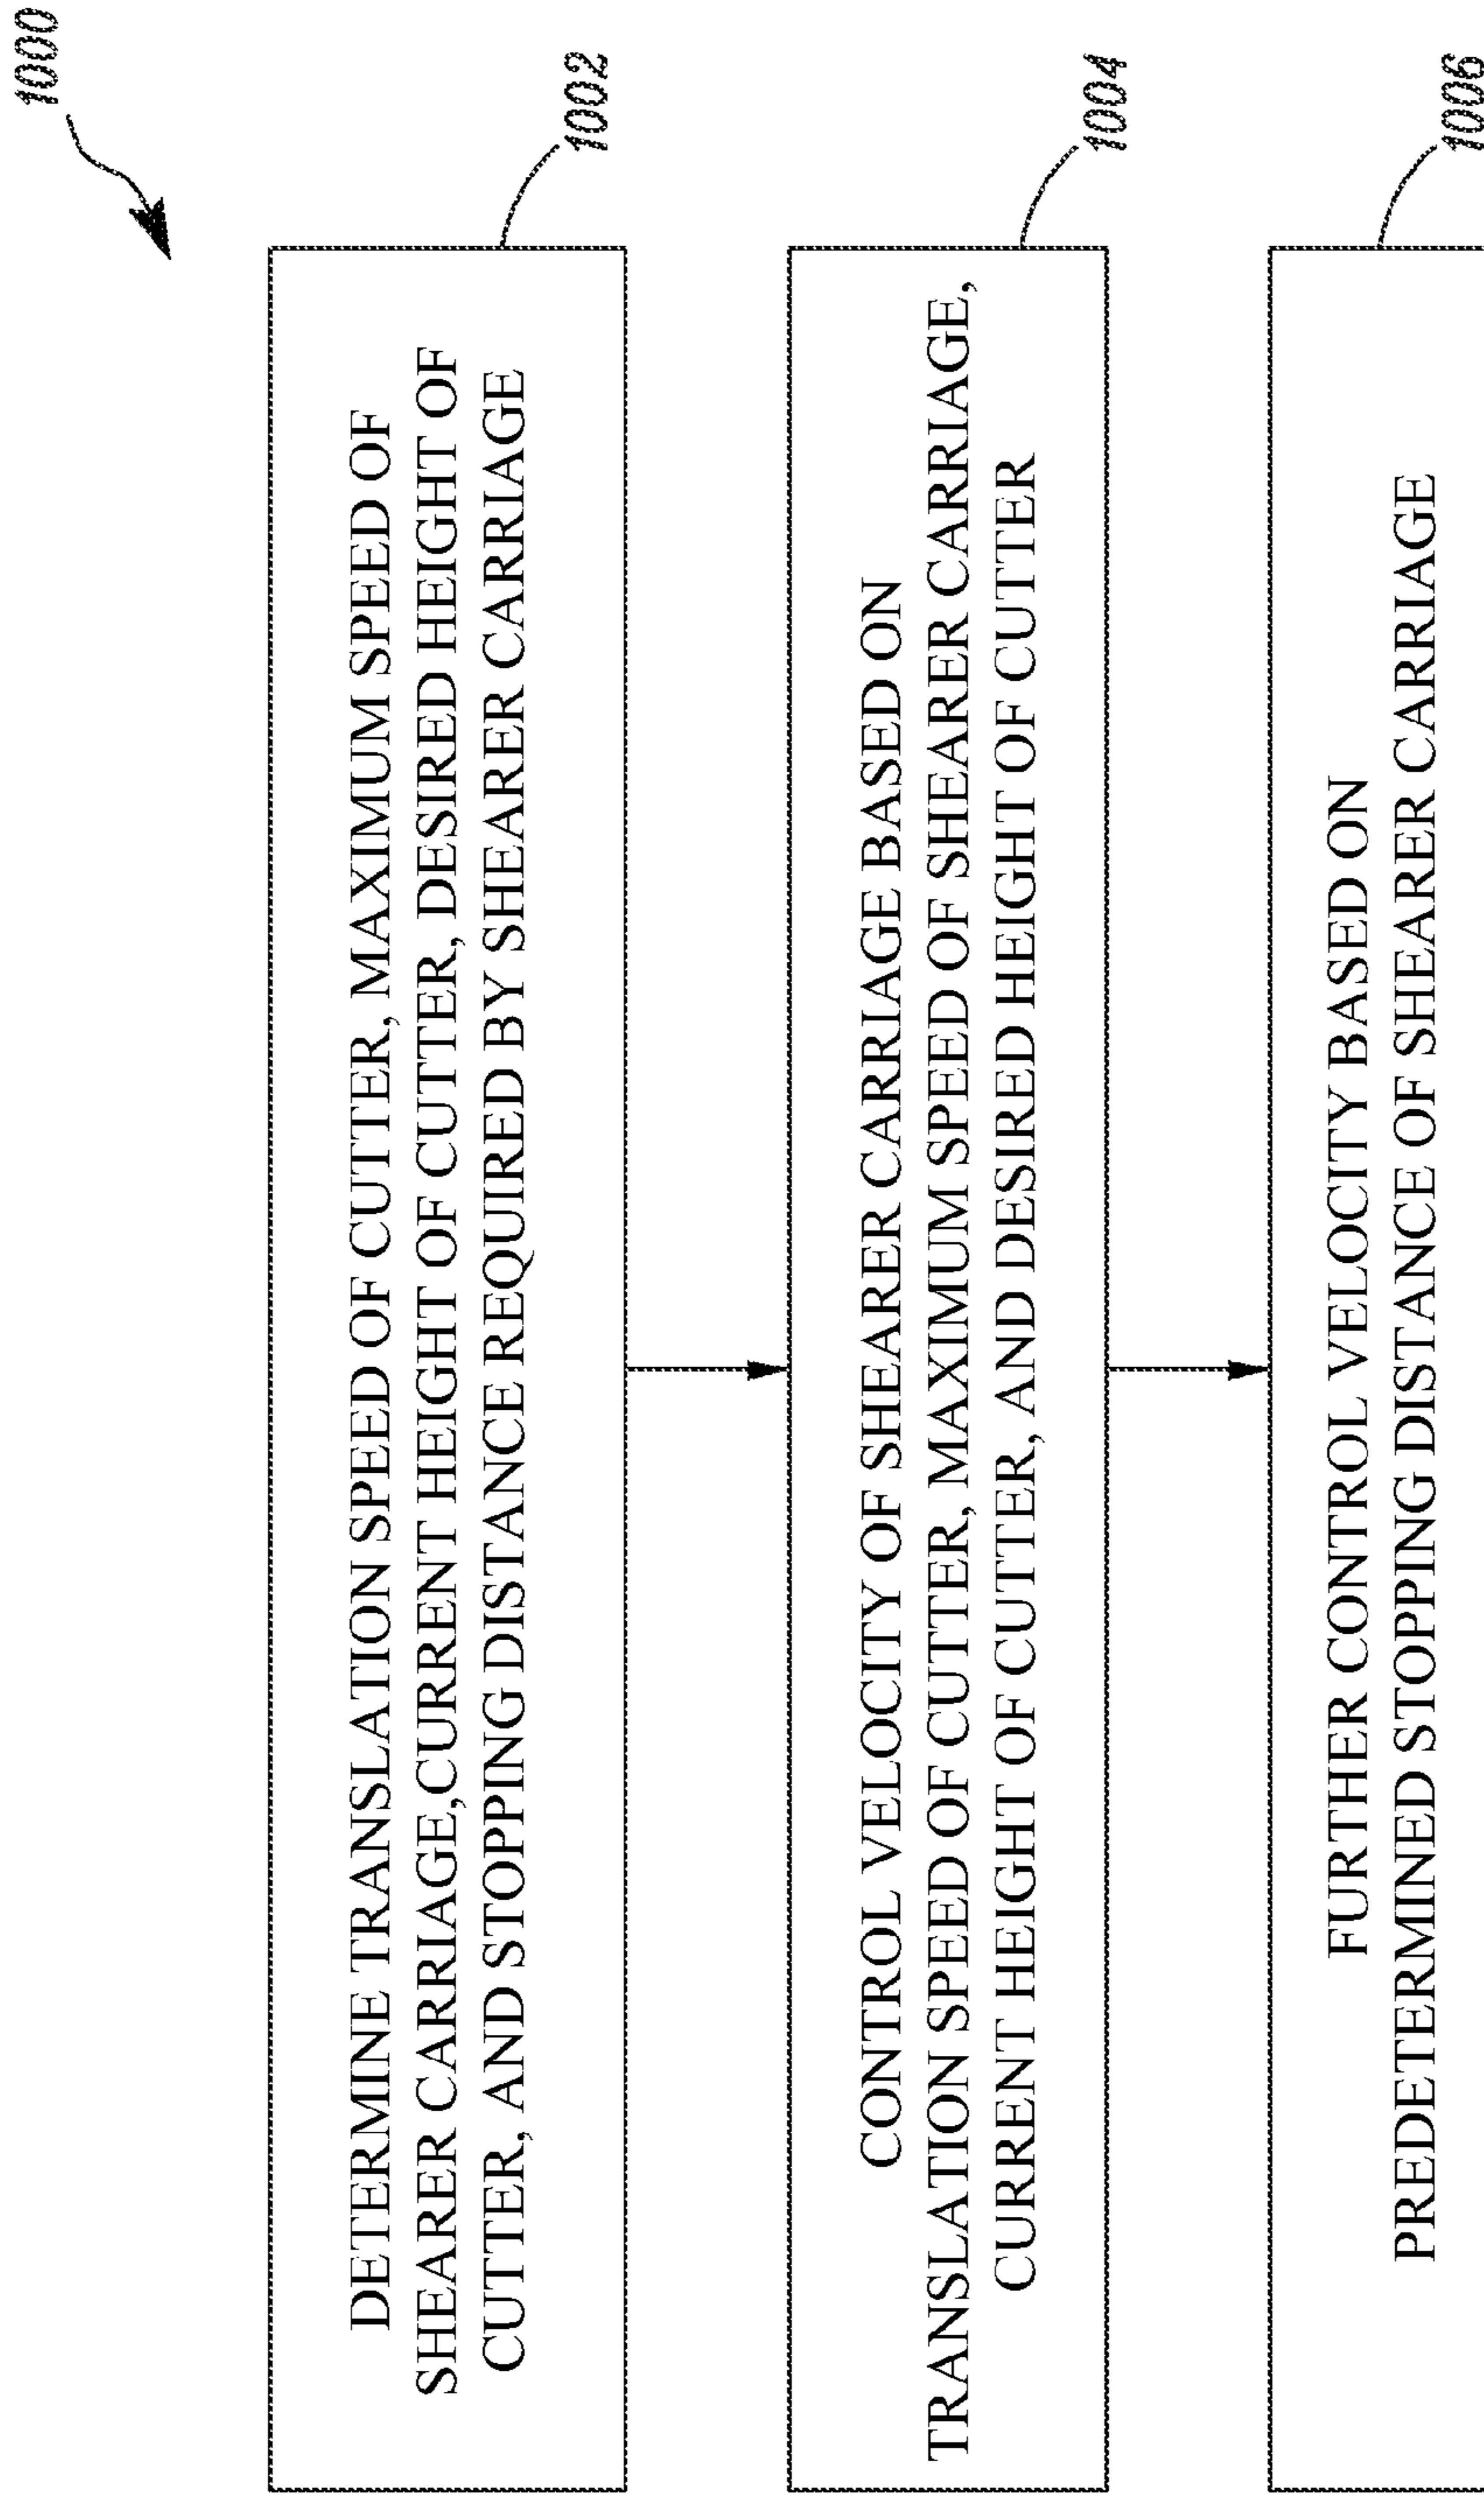 1000
DETERMINE TRANSLATION SPEED OF CUTTER, MAXIMUM SPEED OF
SHEARER CARRIAGE,CURRENT HEIGHT OF CUTTER, DESIRED HEIGHT OF
CUTTER, AND STOPPING DISTANCE REQUIRED BY SHEARER CARRIAGE
1002
CONTROL VELOCITY OF SHEARER CARRIAGE BASED ON
TRANSLATION SPEED OF CUTTER, MAXIMUM SPEED OF SHEARER CARRIAGE,
CURRENT HEIGHT OF CUTTER, AND DESIRED HEIGHT OF CUTTER
1004
FURTHER CONTROL VELOCITY BASED ON
PREDETERMINED STOPPING DISTANCE OF SHEARER CARRIAGE
1006